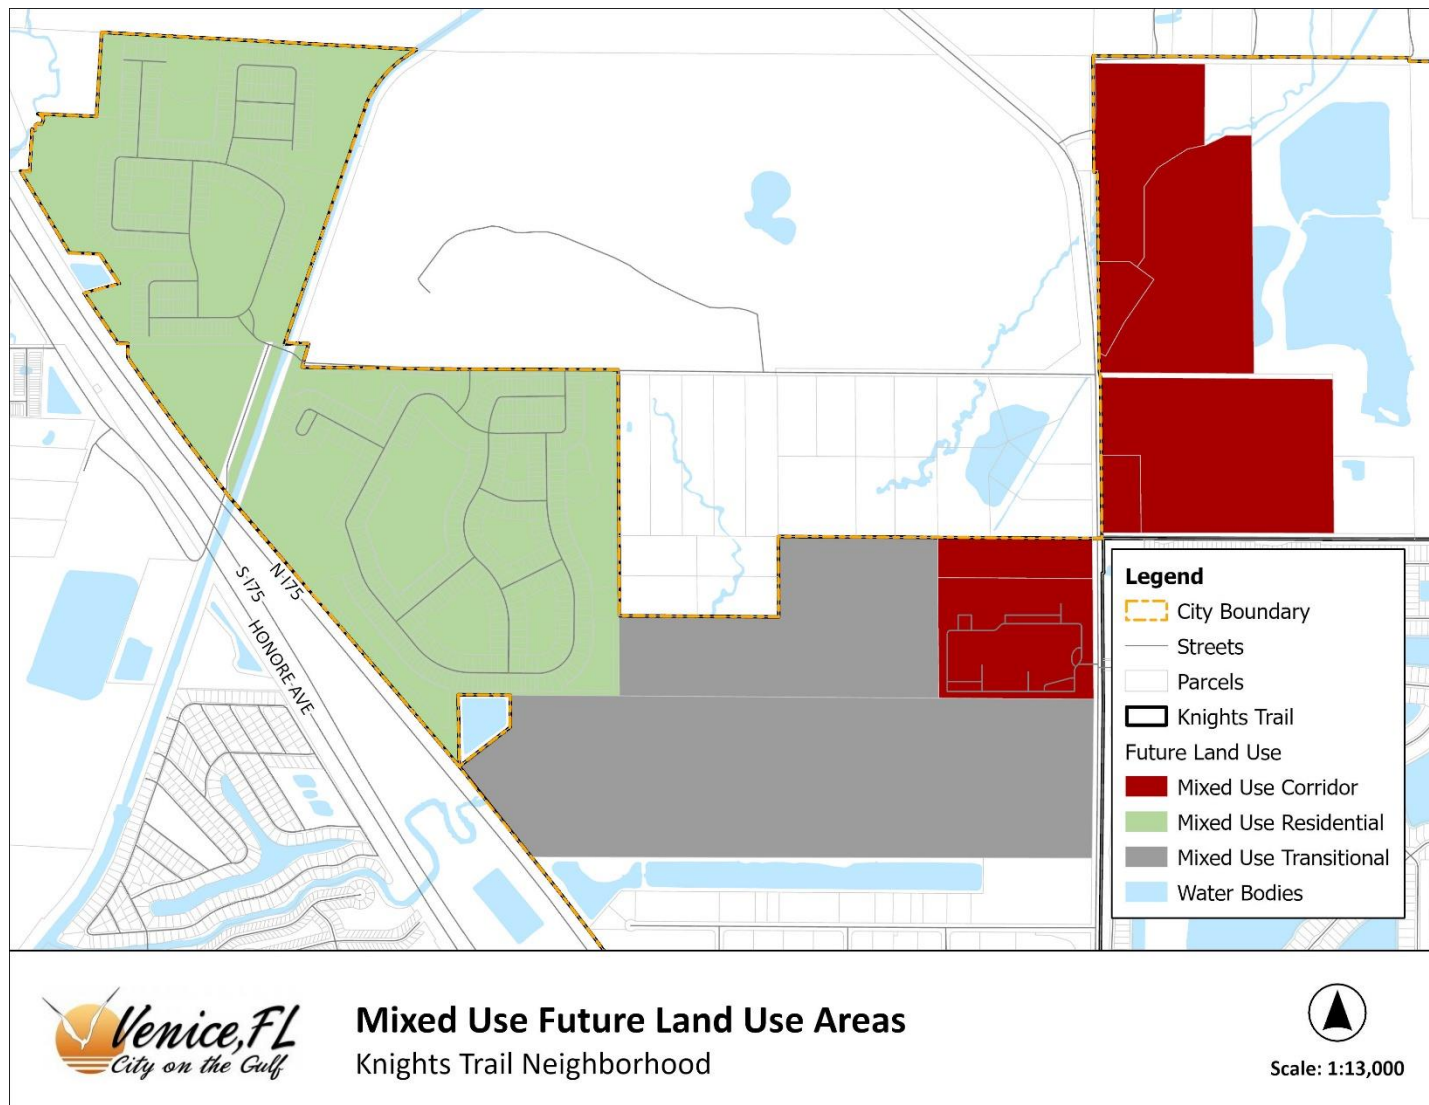 N 175
S 175
HONORE AVE
Legend
City Boundary
Streets
Parcels
Knights Trail
Future Land Use
Mixed Use Corridor
Mixed Use Residential
Mixed Use Transitional
Water Bodies
Venice, FL
City on the Gulf
Mixed Use Future Land Use Areas
Knights Trail Neighborhood
Scale: 1:13,000